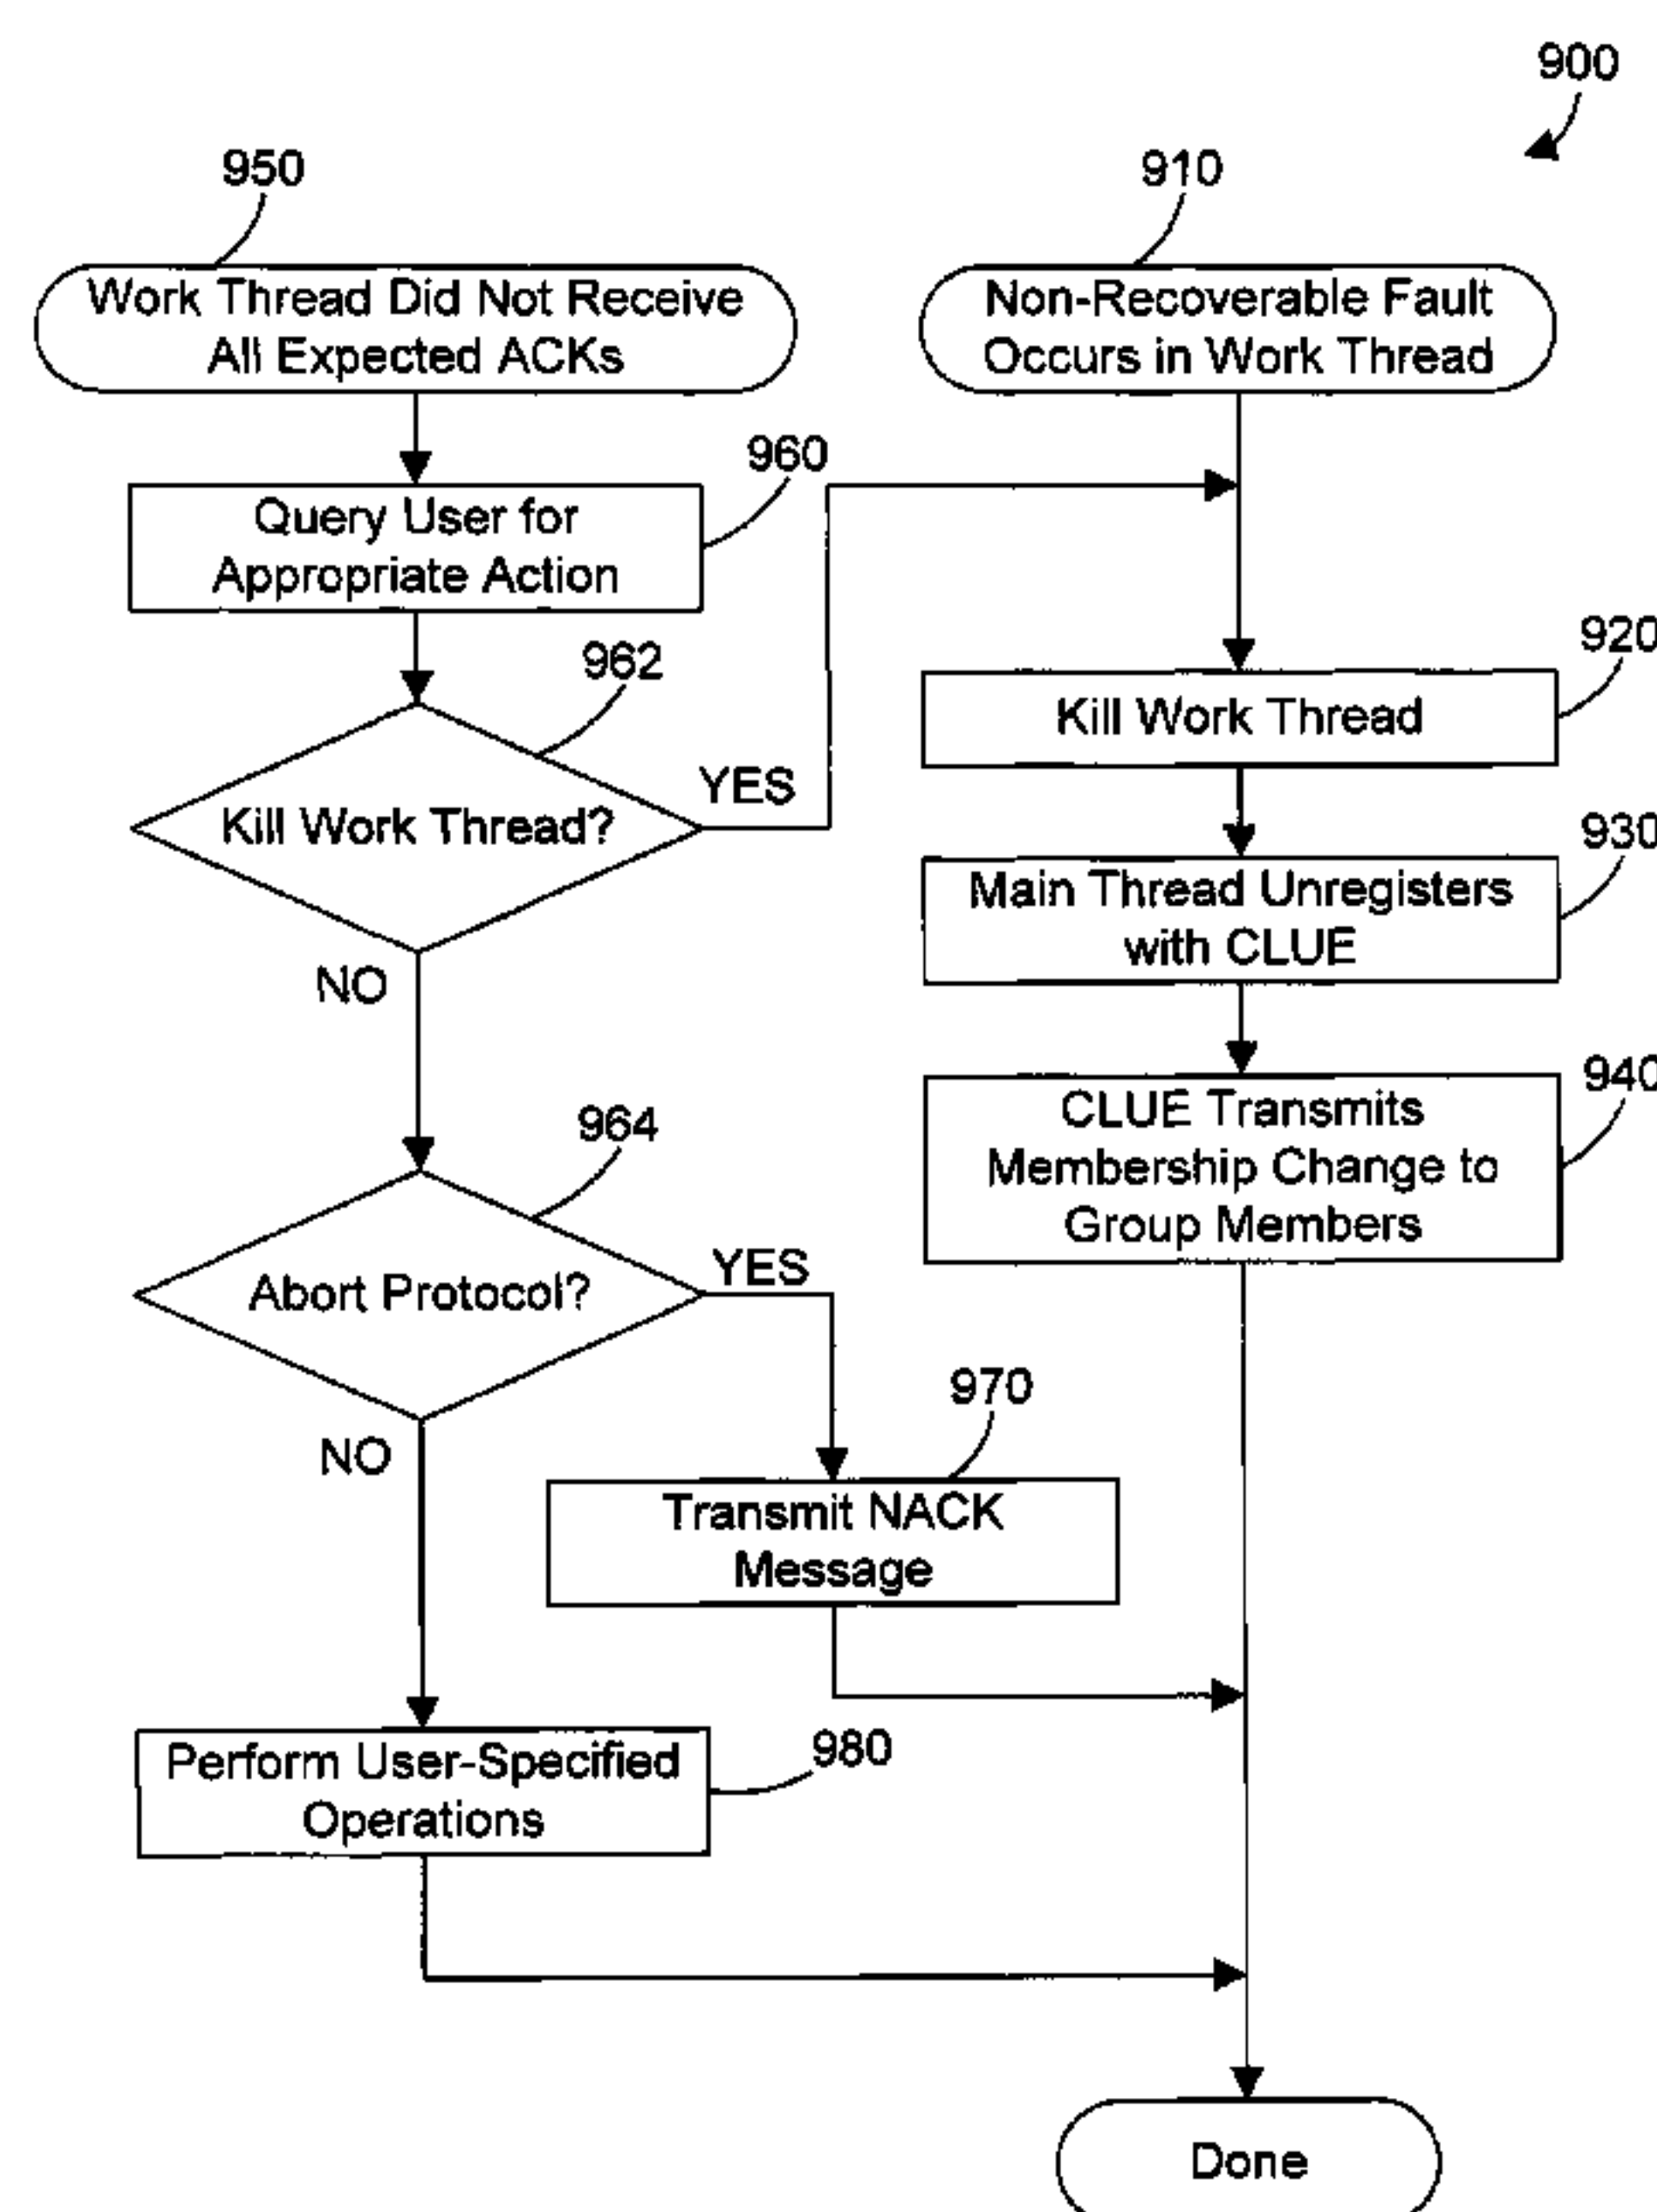 900
950
910
Work Thread Did Not Receive
All Expected ACKs
Non-Recoverable Fault
Occurs in Work Thread
960
Query User for
Appropriate Action
962
920
Kill Work Thread
Kill Work Thread?
YES
930
Main Thread Unregisters
with CLUE
NO
940
CLUE Transmits
Membership Change to
Group Members
964
Abort Protocol?
YES
970
NO
Transmit NACK
Message
980
Perform User-Specified
Operations
Done